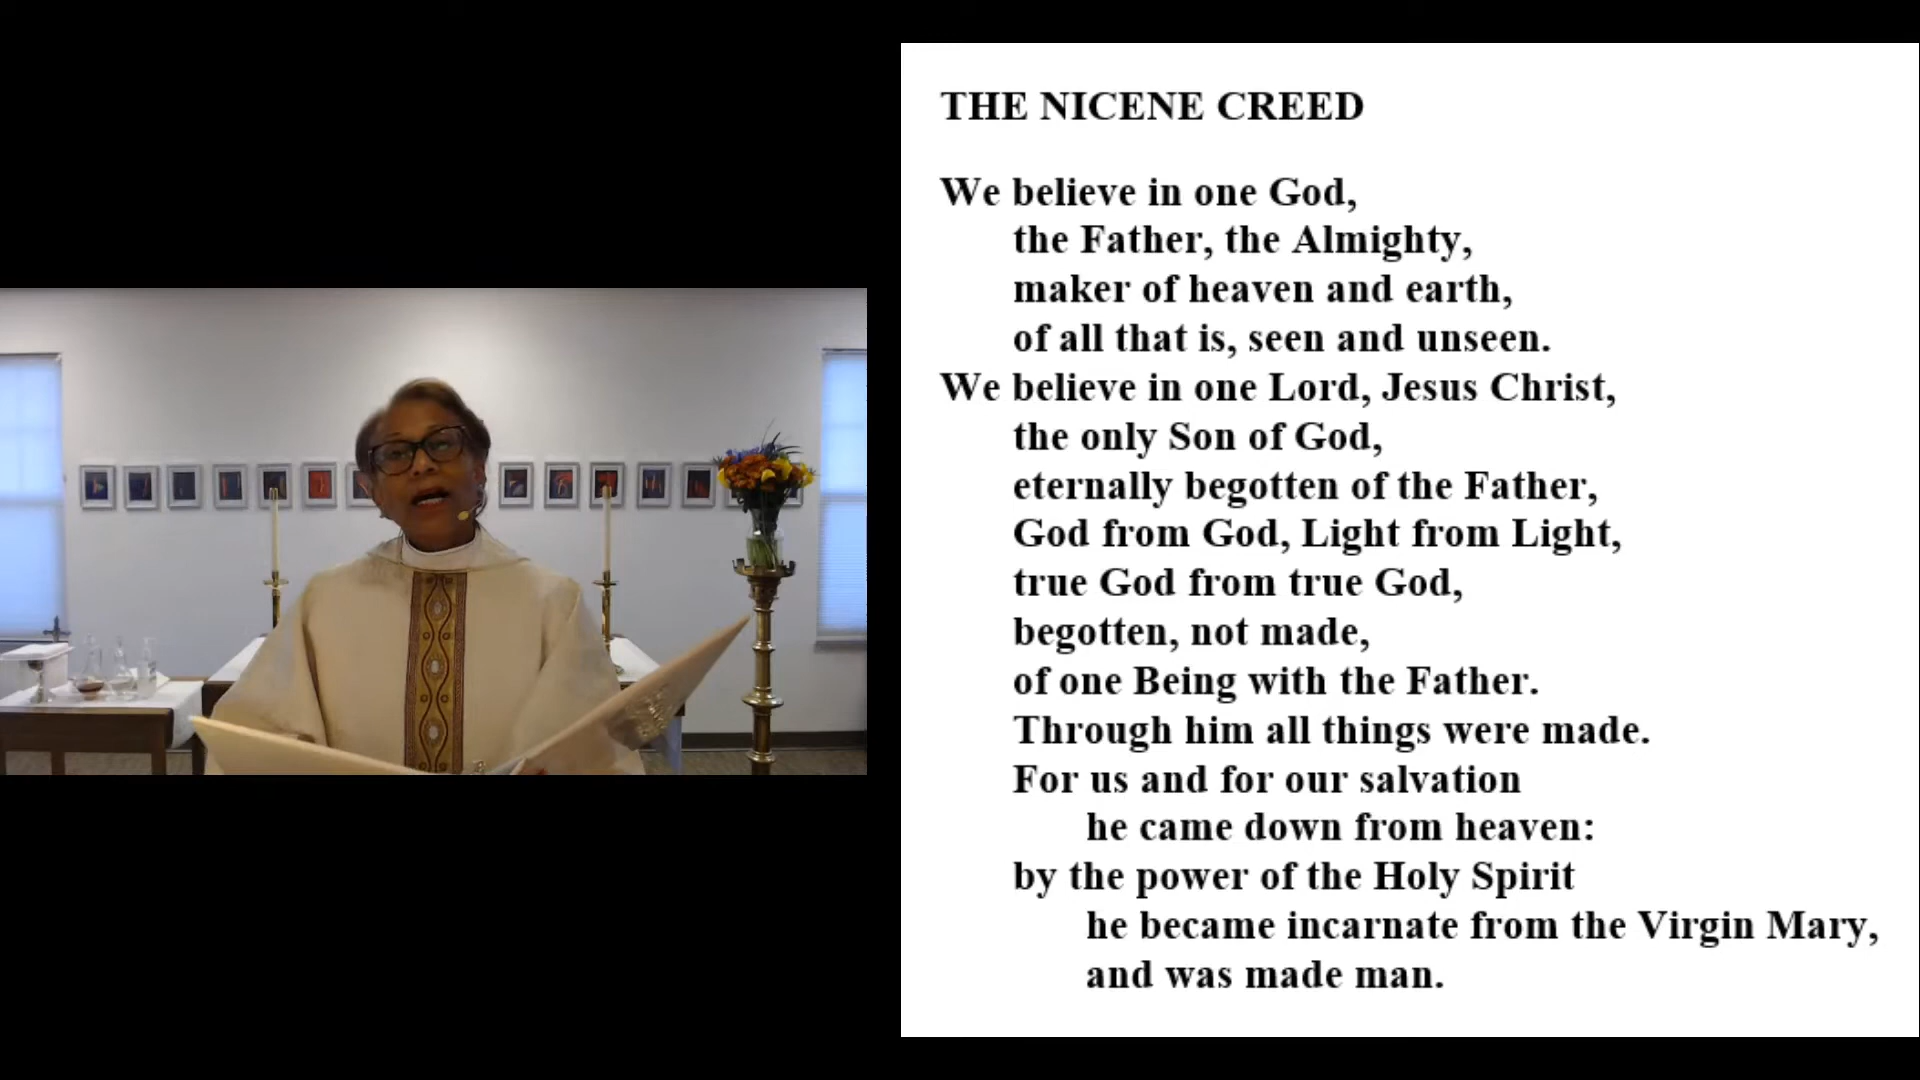 THE NICENE CREED
We believe in one God,
the Father, the Almighty,
maker of heaven and earth,
of all that is, seen and unseen.
We believe in one Lord, Jesus Christ,
the only Son of God,
eternally begotten of the Father,
God from God, Light from Light,
true God from true God,
begotten, not made,
of one Being with the Father.
Through him all things were made.
For us and for our salvation
he came down from heaven:
by the power of the Holy Spirit
he became incarnate from the Virgin Mary,
and was made man.